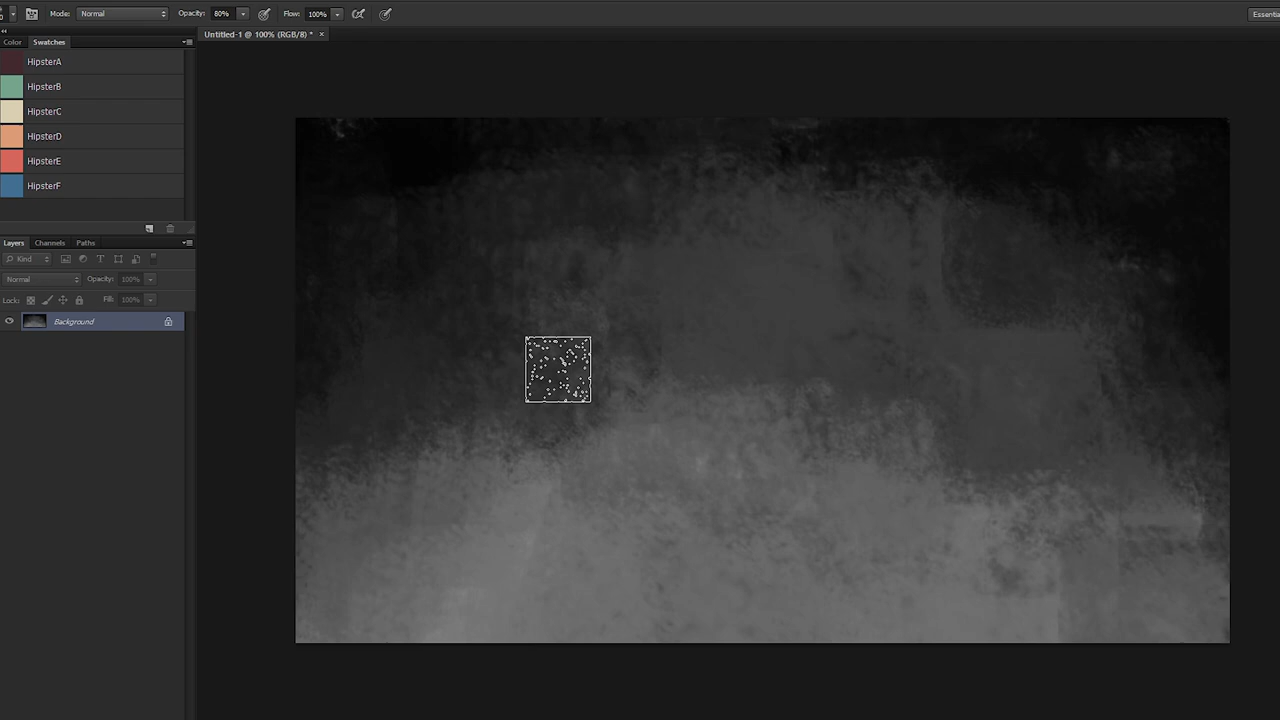 Mode: Normal Opacity: 80% Flow: 100% Essentia
Untitled-1 @ 100% (RGB/8) * ×
Color Swatches
HipsterA
HipsterB
HipsterC
HipsterD
HipsterE
HipsterF
Layers Channels Paths
Kind
Normal Opacity: 100%
Lock: Fill: 100%
Background